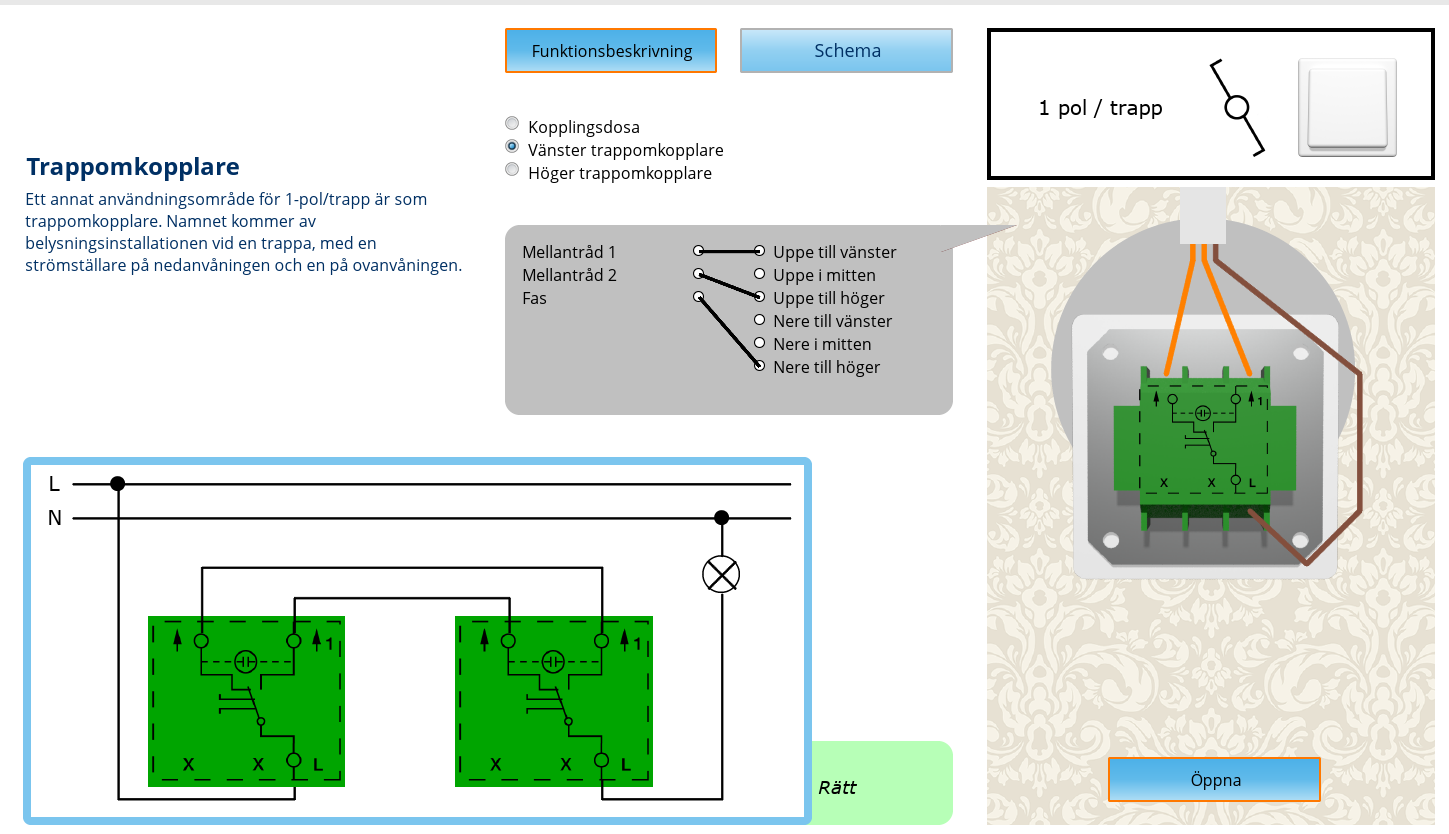 Funktionsbeskrivning
Schema
1 pol / trapp
Kopplingsdosa
Vänster trappomkopplare
Höger trappomkopplare
Trappomkopplare
Ett annat användningsområde för 1-pol/trapp är som
trappomkopplare. Namnet kommer av
belysningsinstallationen vid en trappa, med en
strömställare på nedanvåningen och en på ovanvåningen.
Mellantråd 1
Uppe till vänster
Mellantråd 2
Uppe i mitten
Fas
Uppe till höger
Nere till vänster
Nere i mitten
Nere till höger
1
X X L
L
N
1
1
X X L
X X L
Rätt
Öppna